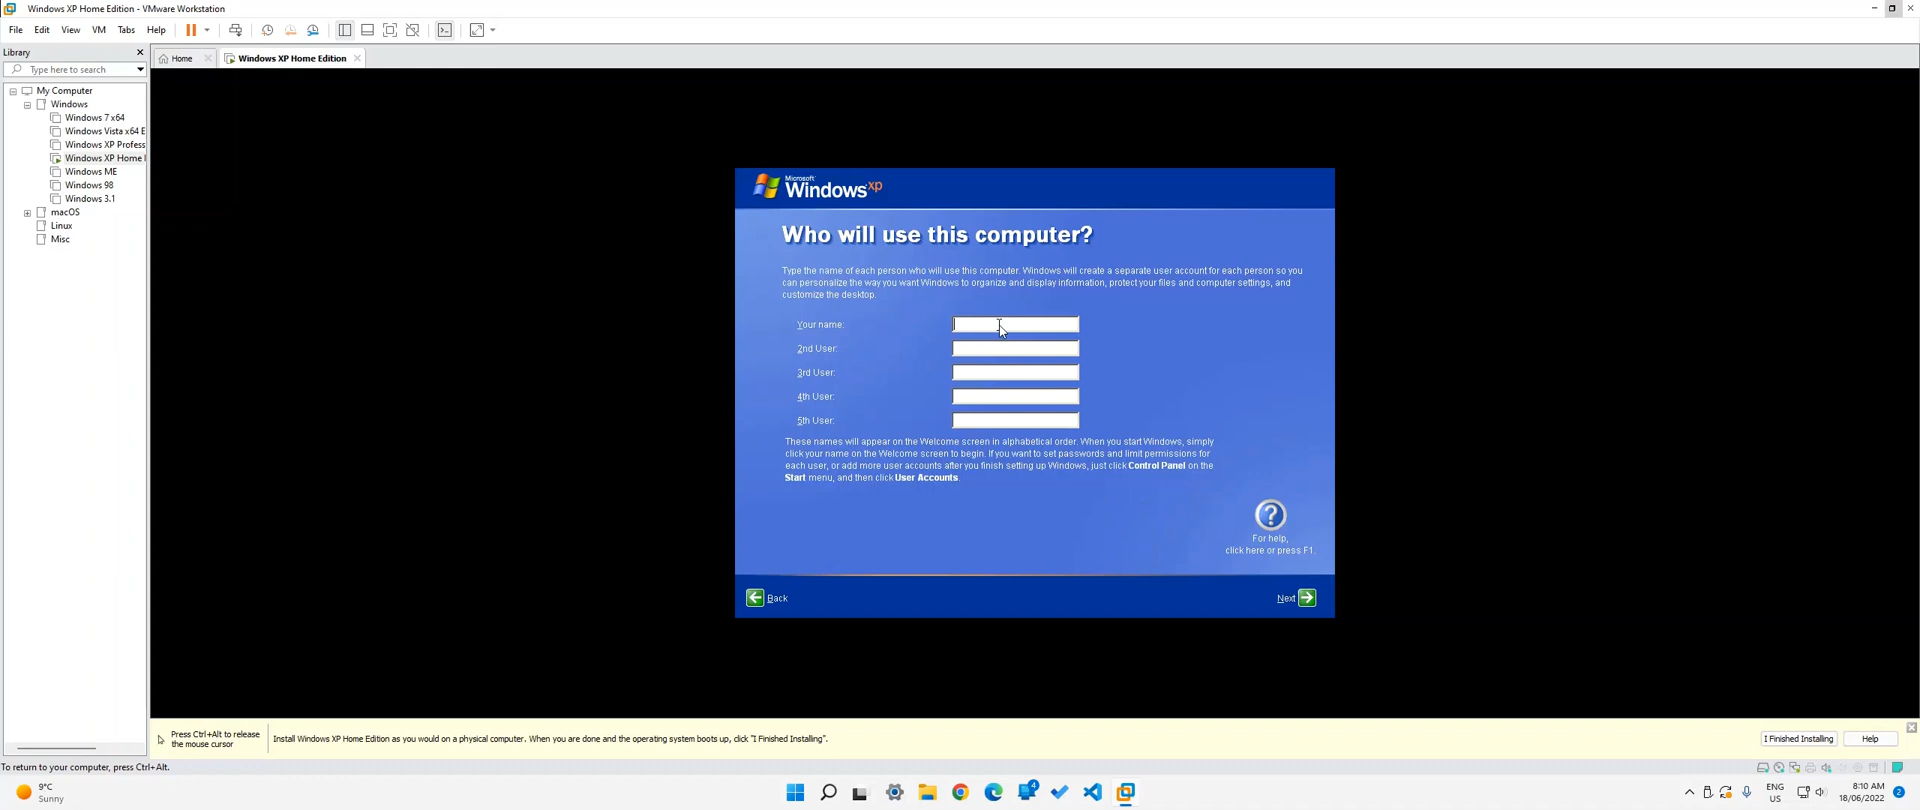 Windows XP Home Edition - VMware Workstation
File Edit View VM Tabs Help
Library
Type here to search
Home
Windows XP Home Edition
My Computer
Windows
Windows 7 x64
Windows Vista x64 E
Windows XP Profess
Windows XP Home
Windows ME
Windows 98
Windows 3.1
macOS
Linux
Misc
Microsoft
Windows xp
Who will use this computer?
Type the name of each person who will use this computer. Windows will create a separate user account for each person so you
can personalize the way you want Windows to organize and display information, protect your files and computer settings, and
customize the desktop.
Your name:
2nd User:
3rd User:
4th User:
5th User:
These names will appear on the Welcome screen in alphabetical order. When you start Windows, simply
click your name on the Welcome screen to begin. If you want to set passwords and limit permissions for
each user, or add more user accounts after you finish setting up Windows, just click Control Panel on the
Start menu, and then click User Accounts.
For help,
click here or press F1.
Back
Next
Press Ctrl+Alt to release
the mouse cursor
Install Windows XP Home Edition as you would on a physical computer. When you are done and the operating system boots up, click "I Finished Installing".
I Finished Installing
Help
To return to your computer, press Ctrl+Alt.
9°C
Sunny
4
ENG
US
8:10 AM
18/06/2022
2